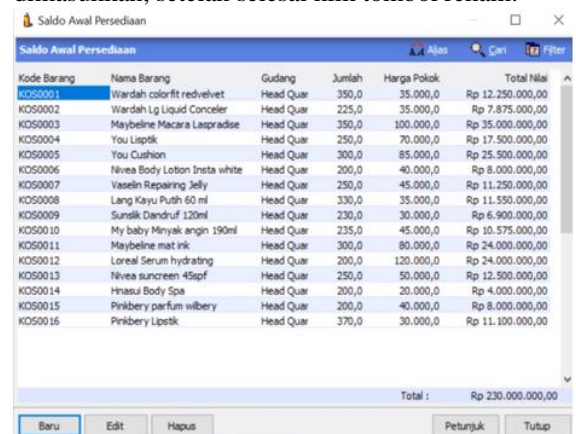 Saldo Awal Persediaan
Saldo Awal Persediaan Alias Cari Filter
Kode Barang Nama Barang Gudang Jumlah Harga Pokok Total Nilai
KOS0001 Wardah colorfit redvelvet Head Quar 350,0 35.000,0 Rp 12.250.000,00
KOS0002 Wardah Lg Liquid Conceler Head Quar 225,0 35.000,0 Rp 7.875.000,00
KOS0003 Maybeline Macara Laspradise Head Quar 350,0 100.000,0 Rp 35.000.000,00
KOS0004 You Lisptik Head Quar 250,0 70.000,0 Rp 17.500.000,00
KOS0005 You Cushion Head Quar 300,0 85.000,0 Rp 25.500.000,00
KOS0006 Nivea Body Lotion Insta white Head Quar 200,0 40.000,0 Rp 8.000.000,00
KOS0007 Vaselin Repairing Jelly Head Quar 250,0 45.000,0 Rp 11.250.000,00
KOS0008 Lang Kayu Putih 60 ml Head Quar 330,0 35.000,0 Rp 11.550.000,00
KOS0009 Sunslik Dandruf 120ml Head Quar 230,0 30.000,0 Rp 6.900.000,00
KOS0010 My baby Minyak angin 190ml Head Quar 235,0 45.000,0 Rp 10.575.000,00
KOS0011 Maybeline mat ink Head Quar 300,0 80.000,0 Rp 24.000.000,00
KOS0012 Loreal Serum hydrating Head Quar 200,0 120.000,0 Rp 24.000.000,00
KOS0013 Nivea suncreen 45spf Head Quar 250,0 50.000,0 Rp 12.500.000,00
KOS0014 Hnasui Body Spa Head Quar 200,0 20.000,0 Rp 4.000.000,00
KOS0015 Pinkbery parfum wilbery Head Quar 200,0 40.000,0 Rp 8.000.000,00
KOS0016 Pinkbery Lipstik Head Quar 370,0 30.000,0 Rp 11.100.000,00
Total : Rp 230.000.000,00
Baru Edit Hapus Petunjuk Tutup